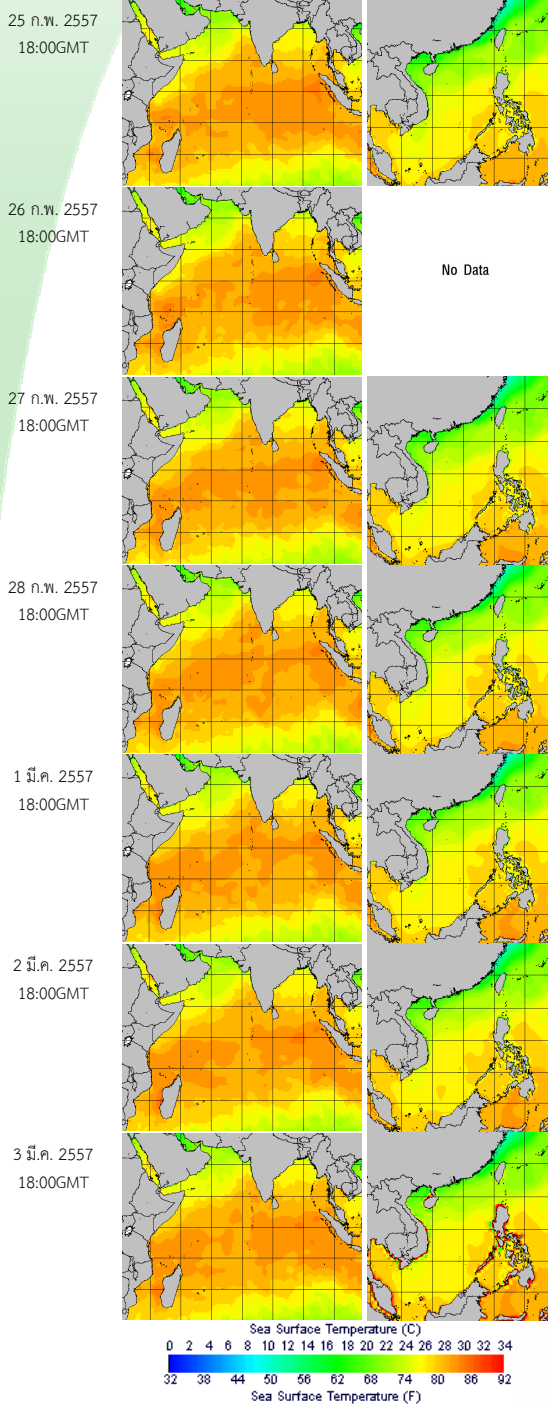 25 ก.พ. 2557
18:00GMT
26 ก.พ. 2557
18:00GMT
No Data
27 ก.พ. 2557
18:00GMT
28 ก.พ. 2557
18:00GMT
1 มี.ค. 2557
18:00GMT
2 มี.ค. 2557
18:00GMT
3 มี.ค. 2557
18:00GMT
Sea Surface Temperature (C)
0 2 4 6 8 10 12 14 16 18 20 22 24 26 28 30 32 34
32 38 44 50 56 62 68 74 80 86 92
Sea Surface Temperature (F)